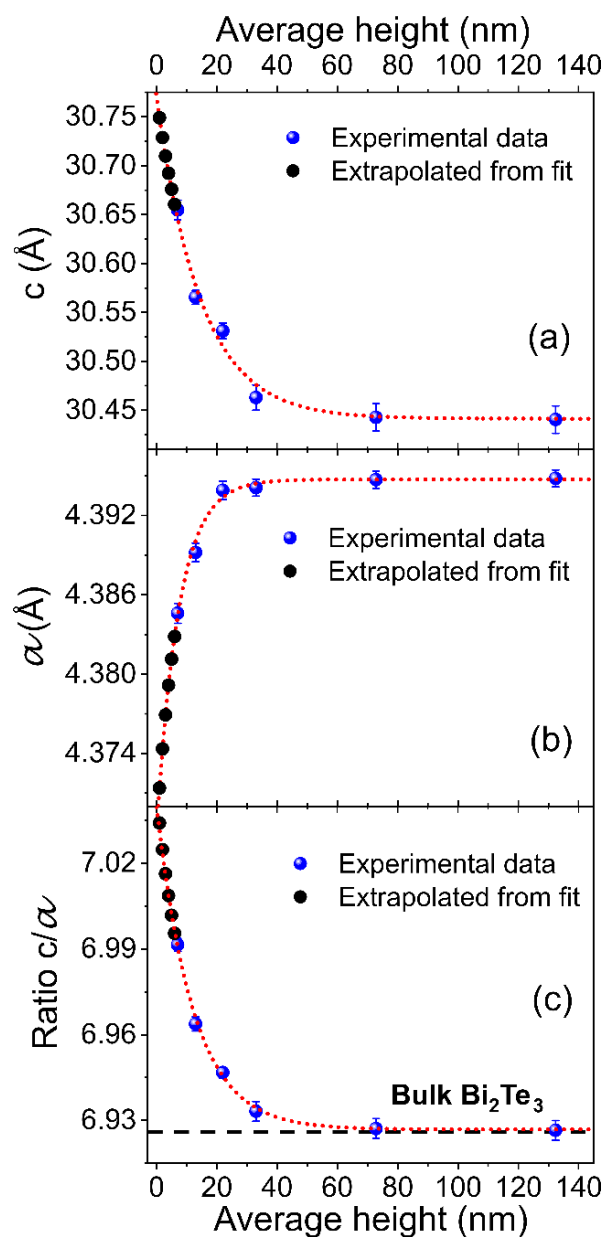 Average height (nm)
0 20 40 60 80 100 120 140
30.75
30.70
30.65
30.60
30.55
30.50
30.45
c (Å)
Experimental data
Extrapolated from fit
(a)
4.392
4.386
4.380
4.374
a (Å)
Experimental data
Extrapolated from fit
(b)
7.02
6.99
6.96
6.93
Ratio c/a
Experimental data
Extrapolated from fit
(c)
Bulk Bi₂Te₃
0 20 40 60 80 100 120 140
Average height (nm)